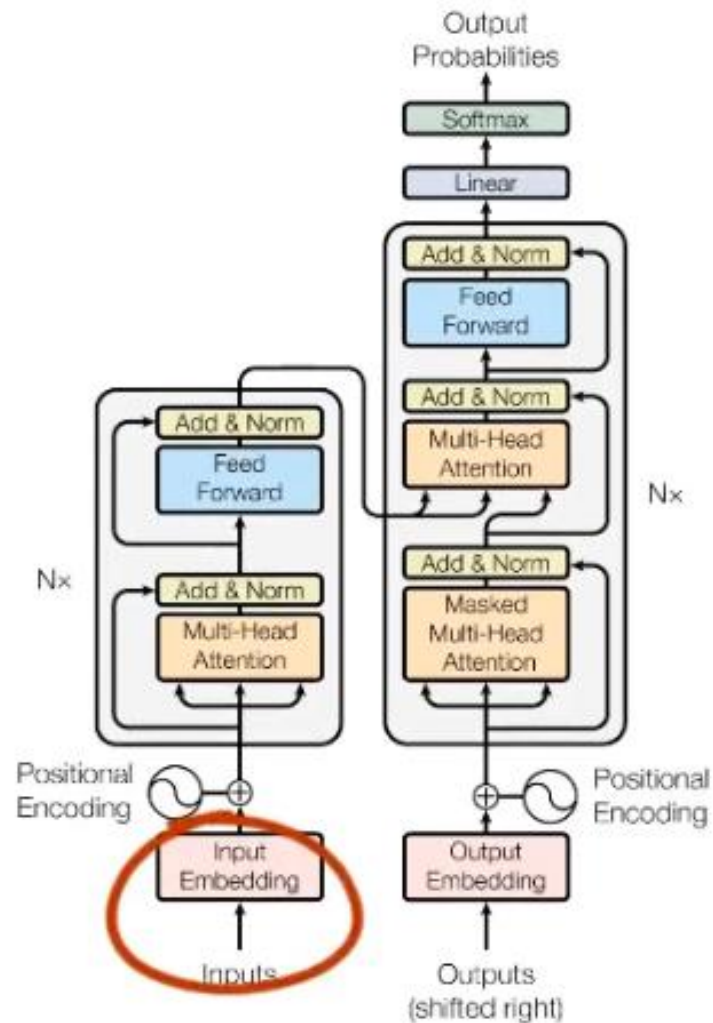 Output
Probabilities
Softmax
Linear
Add & Norm
Feed
Forward
Add & Norm
Multi-Head
Attention
Add & Norm
Masked
Multi-Head
Attention
Nx
Positional
Encoding
Output
Embedding
Outputs
(shifted right)
Add & Norm
Feed
Forward
Add & Norm
Multi-Head
Attention
Nx
Positional
Encoding
Input
Embedding
Inputs